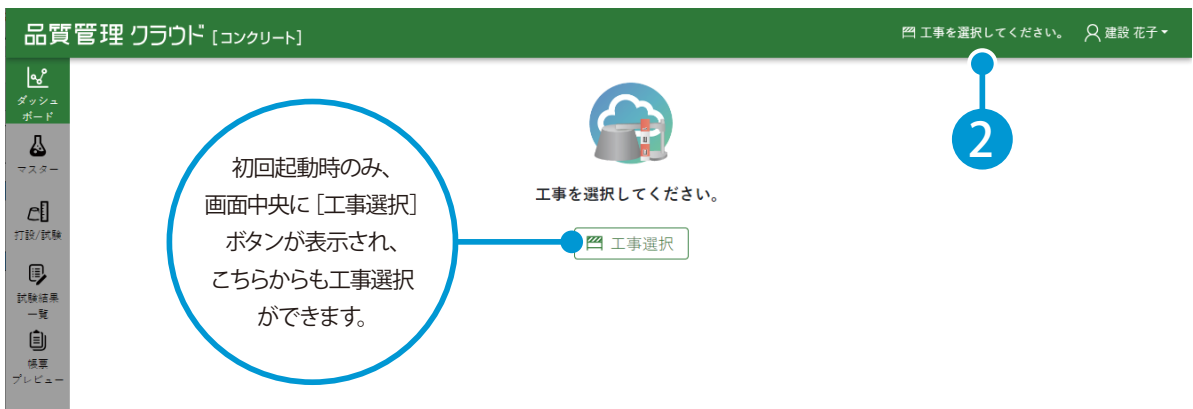 品質管理 クラウド [コンクリート]
工事を選択してください。
建設 花子
ダッシュ
ボード
マスター
打設/試験
試験結果
一覧
帳票
プレビュー
初回起動時のみ、
画面中央に[工事選択]
ボタンが表示され、
こちらからも工事選択
ができます。
工事を選択してください。
工事選択
2